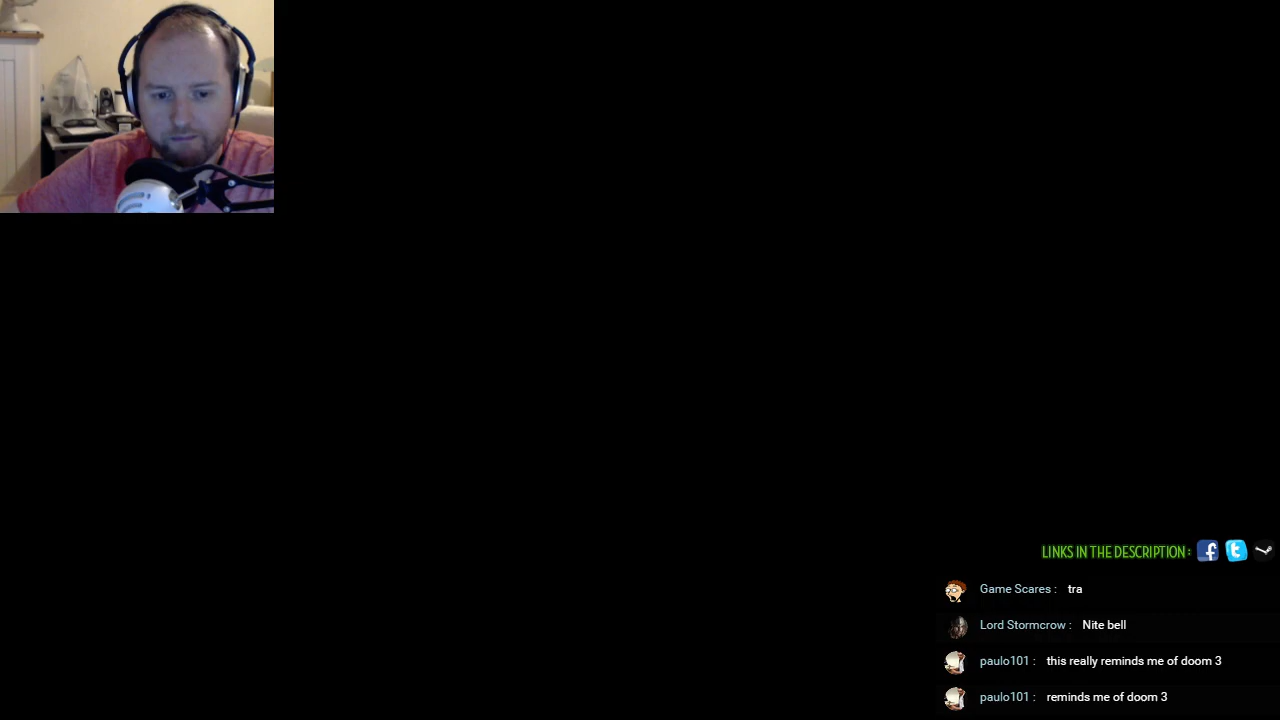 LINKS IN THE DESCRIPTION :
Game Scares : tra
Lord Stormcrow : Nite bell
paulo101 : this really reminds me of doom 3
paulo101 : reminds me of doom 3